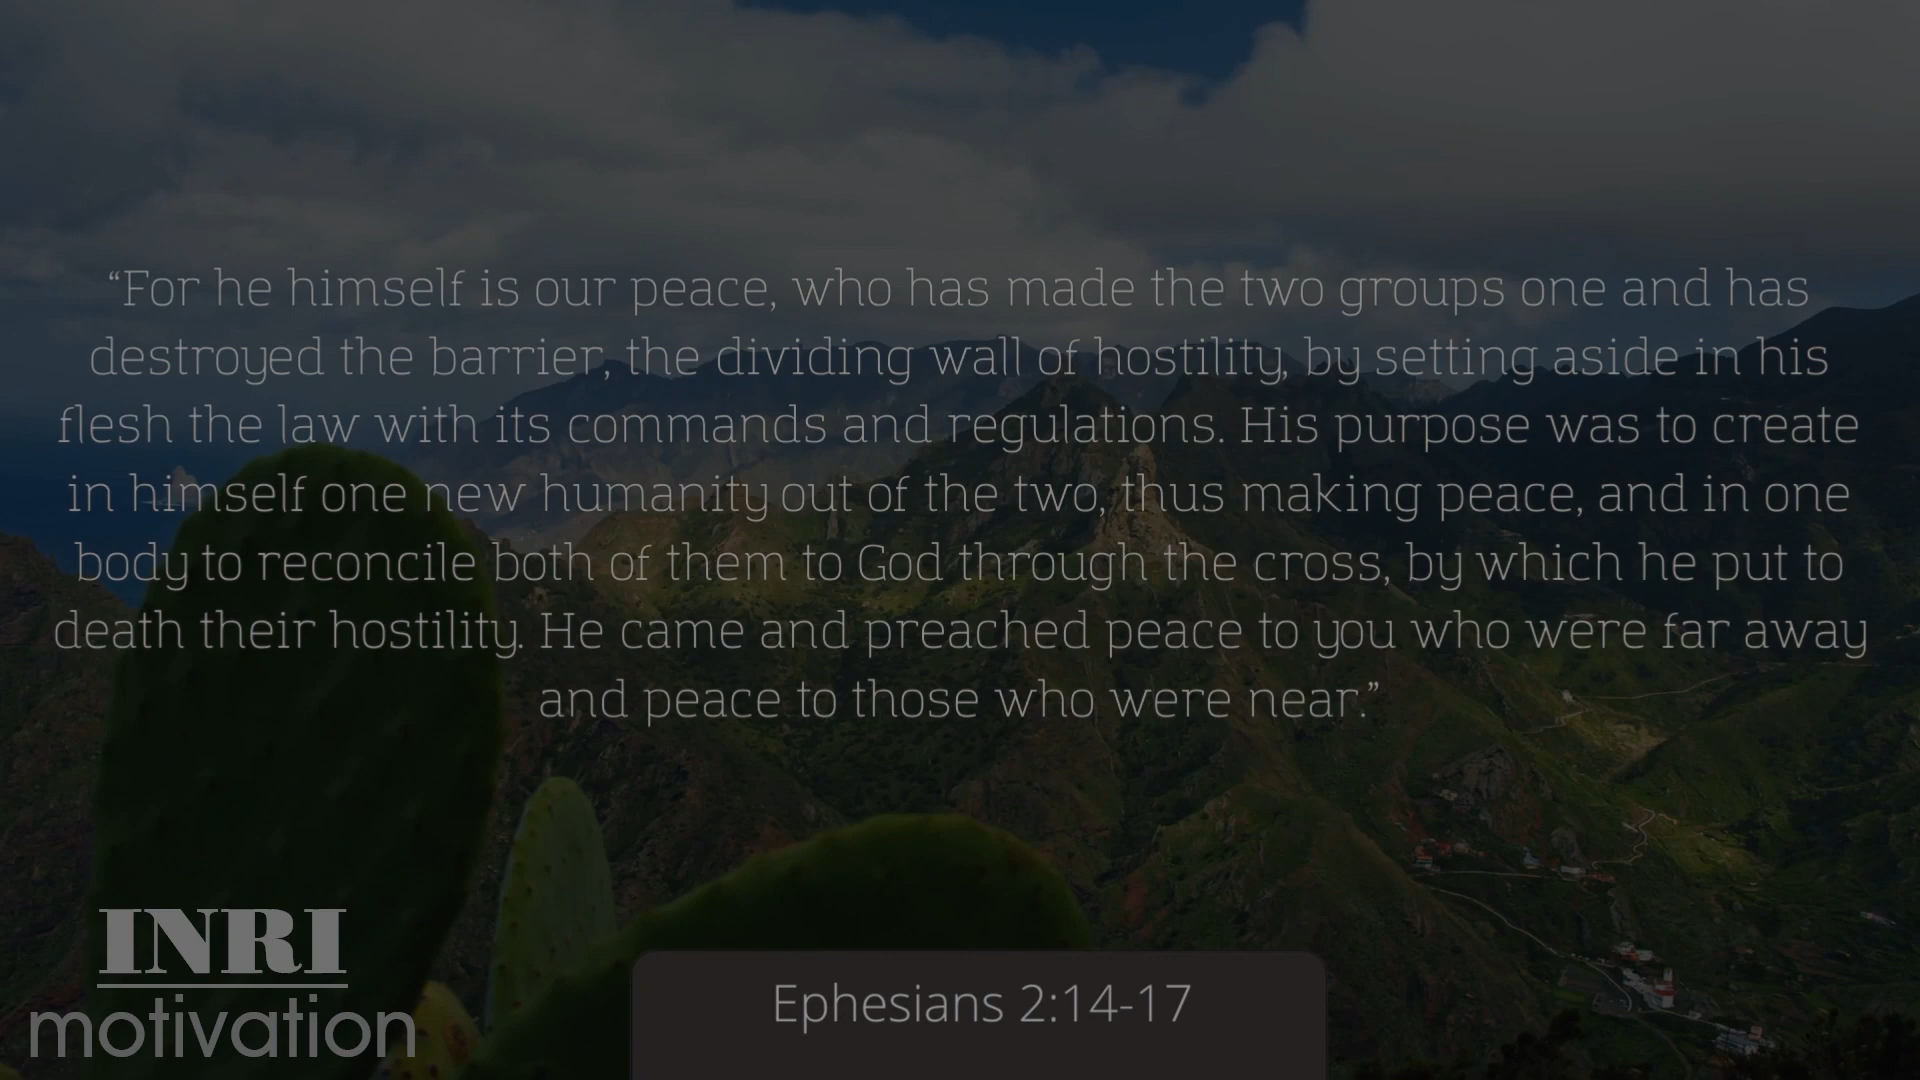 “For he himself is our peace, who has made the two groups one and has
destroyed the barrier, the dividing wall of hostility, by setting aside in his
flesh the law with its commands and regulations. His purpose was to create
in himself one new humanity out of the two, thus making peace, and in one
body to reconcile both of them to God through the cross, by which he put to
death their hostility. He came and preached peace to you who were far away
and peace to those who were near.”
INRI
motivation
Ephesians 2:14-17